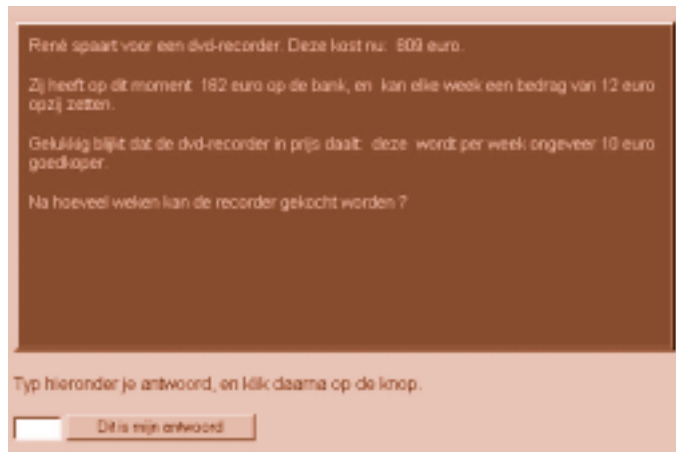 René spaart voor een dvd-recorder. Deze kost nu: 809 euro.
Zij heeft op dit moment 162 euro op de bank, en kan elke week een bedrag van 12 euro
opzij zetten.
Gelukkig blijkt dat de dvd-recorder in prijs daalt: deze wordt per week ongeveer 10 euro
goedkoper.
Na hoeveel weken kan de recorder gekocht worden ?
Typ hieronder je antwoord, en klik daarna op de knop.
Dit is mijn antwoord